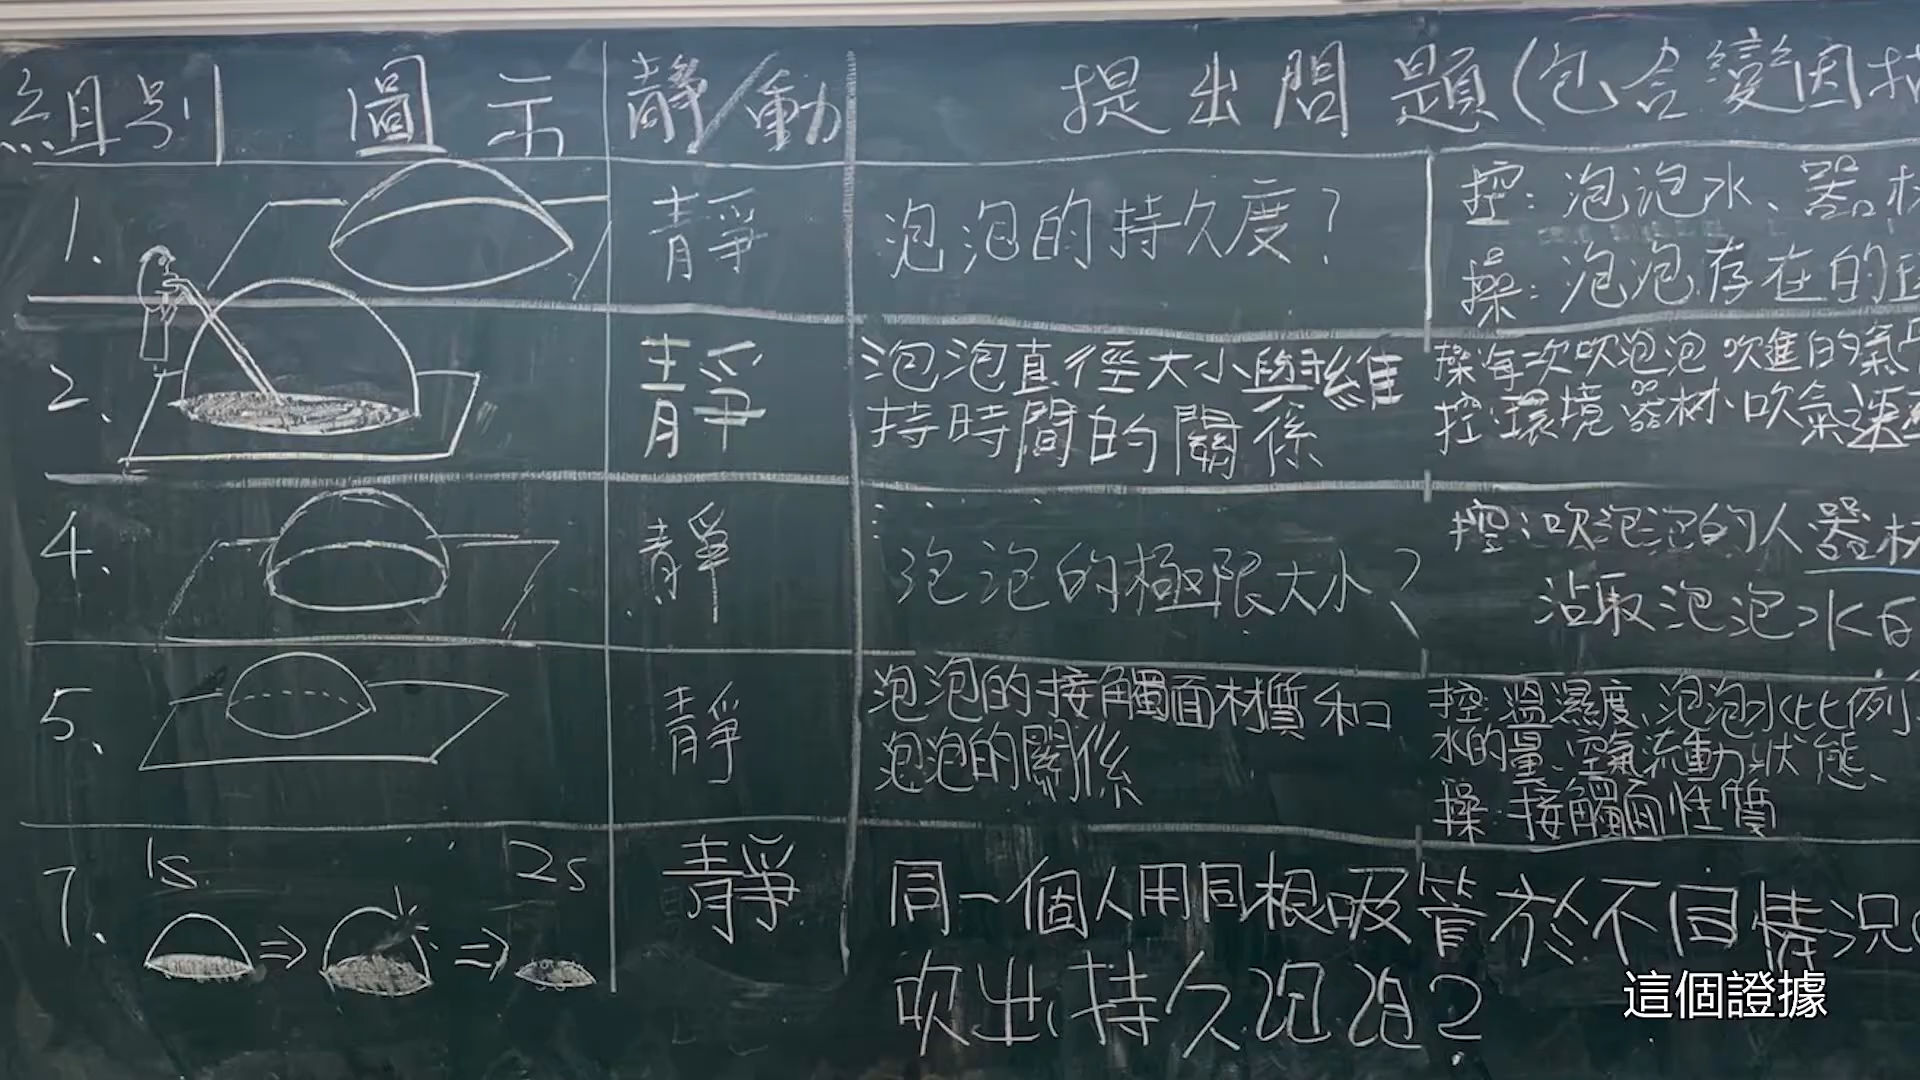 組別 圖示 靜/動 提出問題(包含變因描
1. 靜 泡泡的持久度?
控:泡泡水、器材
操:泡泡存在的
2. 靜 泡泡直徑大小與維
持時間的關係
操:每次吹泡泡吹進的氣
控:環境、器材、吹氣速
4. 靜 泡泡的極限大小?
控:吹泡泡的人器材
沾取泡泡水
5. 靜 泡泡的接觸面材質和
泡泡的關係
控:溫濕度、泡泡水比例
水的量、空氣流動狀態、
操:接觸面性質
7. 1s 2s 靜 同一個人用同根吸管於不同情況
吹出持久泡泡?
這個證據